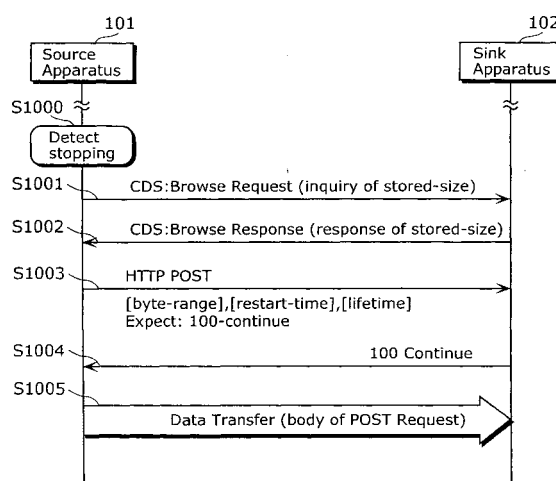 101
102
Source
Apparatus
Sink
Apparatus
S1000
Detect
stopping
S1001
CDS:Browse Request (inquiry of stored-size)
S1002
CDS:Browse Response (response of stored-size)
S1003
HTTP POST
[byte-range],[restart-time],[lifetime]
Expect: 100-continue
S1004
100 Continue
S1005
Data Transfer (body of POST Request)